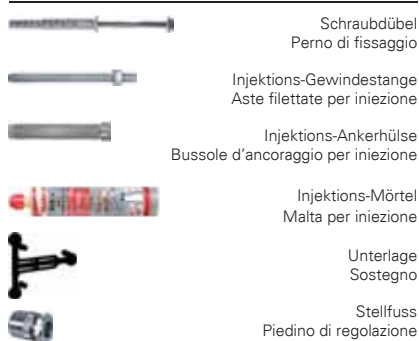 Schraubdübel
Perno di fissaggio
Injektions-Gewindestange
Aste filettate per iniezione
Injektions-Ankerhülse
Bussole d'ancoraggio per iniezione
Injektions-Mörtel
Malta per iniezione
Unterlage
Sostegno
Stellfuss
Piedino di regolazione